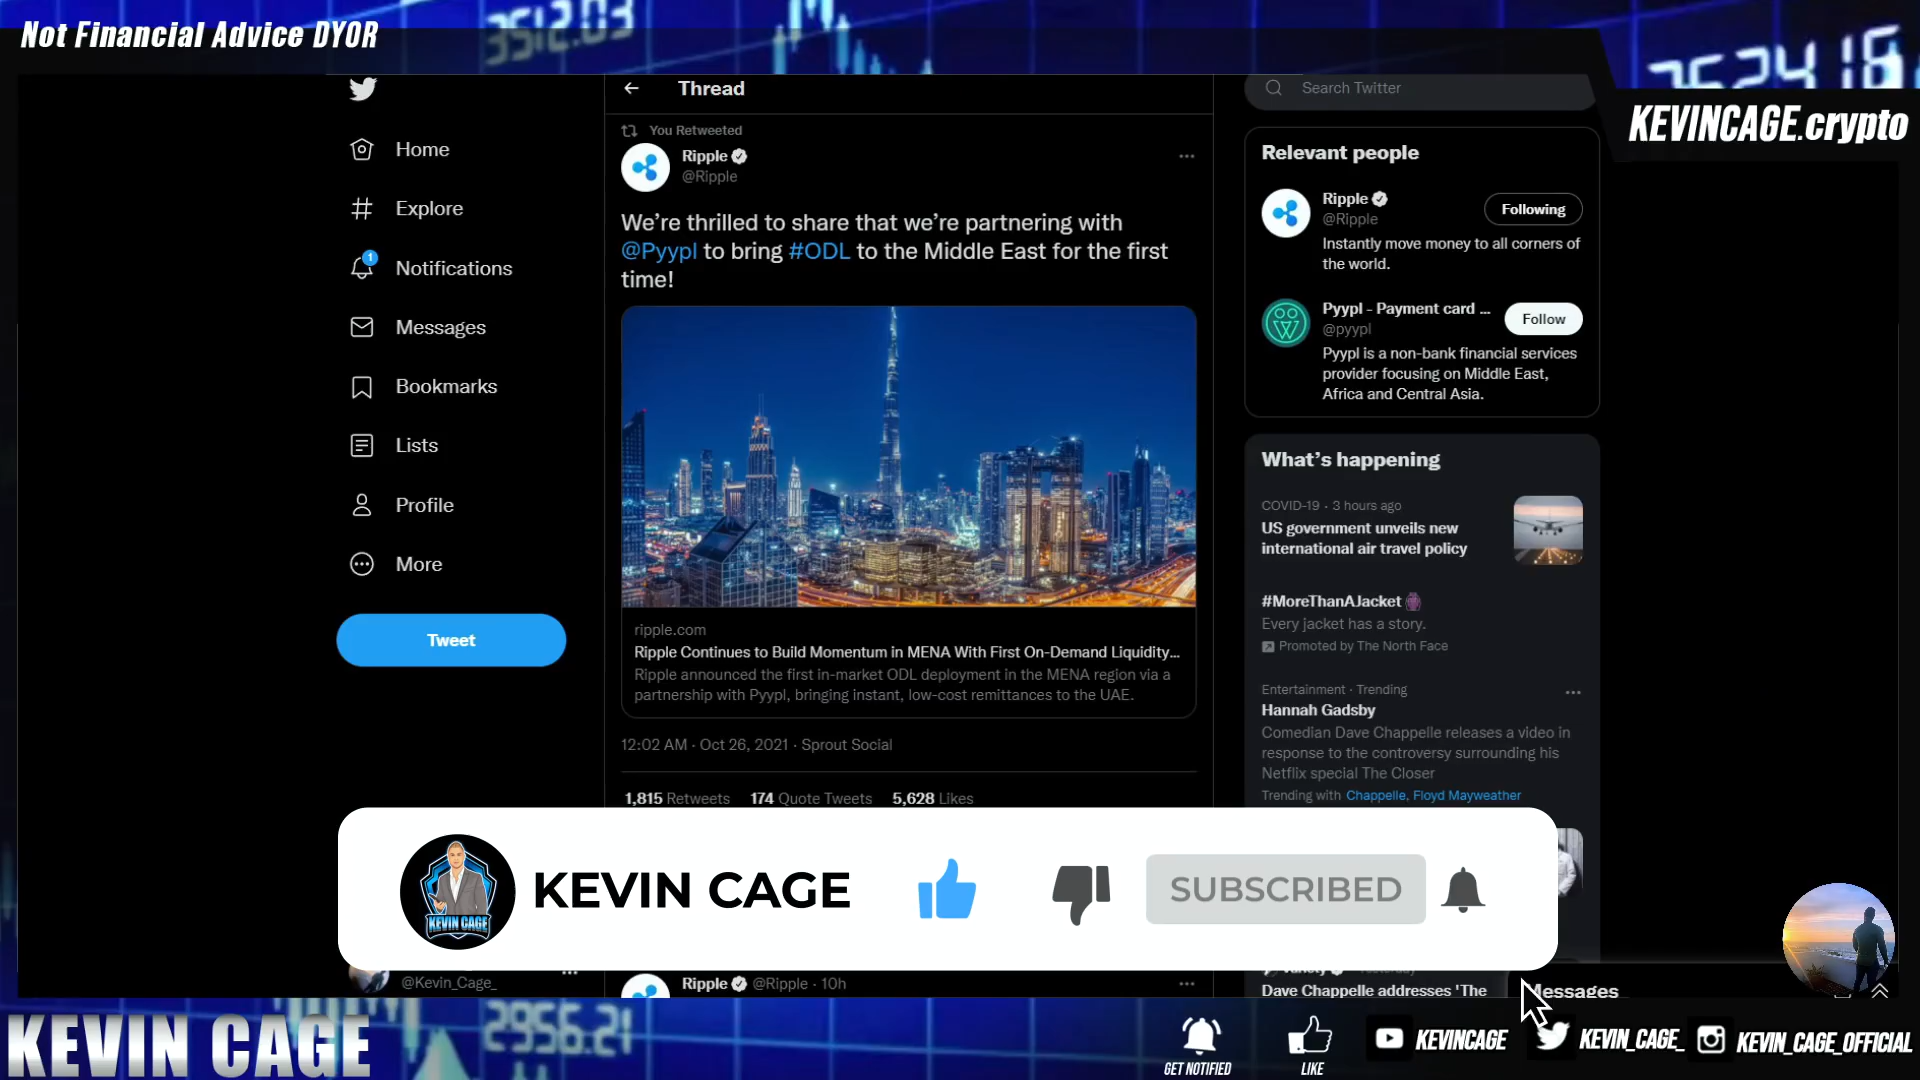 Not Financial Advice DYOR
3512.03
KEVINCAGE.crypto
Home
Explore
1
Notifications
Messages
Bookmarks
Lists
Profile
More
Tweet
@Kevin_Cage_
Thread
You Retweeted
Ripple
@Ripple
We’re thrilled to share that we’re partnering with
@Pyypl to bring #ODL to the Middle East for the first
time!
ripple.com
Ripple Continues to Build Momentum in MENA With First On-Demand Liquidity...
Ripple announced the first in-market ODL deployment in the MENA region via a
partnership with Pyypl, bringing instant, low-cost remittances to the UAE.
12:02 AM · Oct 26, 2021 · Sprout Social
1,815 Retweets 174 Quote Tweets 5,628 Likes
KEVIN CAGE
KEVIN CAGE
SUBSCRIBED
Ripple @Ripple · 10h
Search Twitter
Relevant people
Ripple
@Ripple
Following
Instantly move money to all corners of
the world.
Pyypl - Payment card ...
@pyypl
Follow
Pyypl is a non-bank financial services
provider focusing on Middle East,
Africa and Central Asia.
What’s happening
COVID-19 · 3 hours ago
US government unveils new
international air travel policy
#MoreThanAJacket
Every jacket has a story.
Promoted by The North Face
Entertainment · Trending
Hannah Gadsby
Comedian Dave Chappelle releases a video in
response to the controversy surrounding his
Netflix special The Closer
Trending with Chappelle, Floyd Mayweather
Dave Chappelle addresses 'The
Messages
KEVIN CAGE
2956.21
GET NOTIFIED
LIKE
KEVINCAGE
KEVIN_CAGE_
KEVIN_CAGE_OFFICIAL